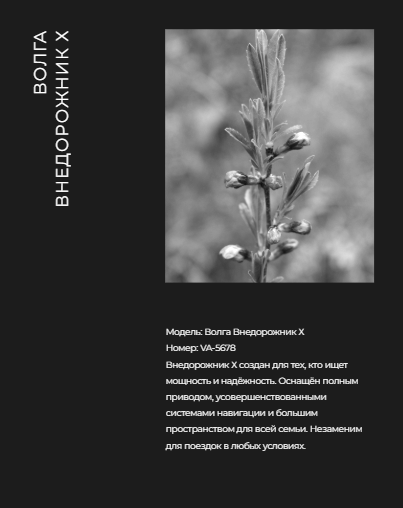 ВОЛГА
ВНЕДОРОЖНИК X
Модель: Волга Внедорожник X
Номер: VA-5678
Внедорожник X создан для тех, кто ищет
мощность и надёжность. Оснащён полным
приводом, усовершенствованными
системами навигации и большим
пространством для всей семьи. Незаменим
для поездок в любых условиях.